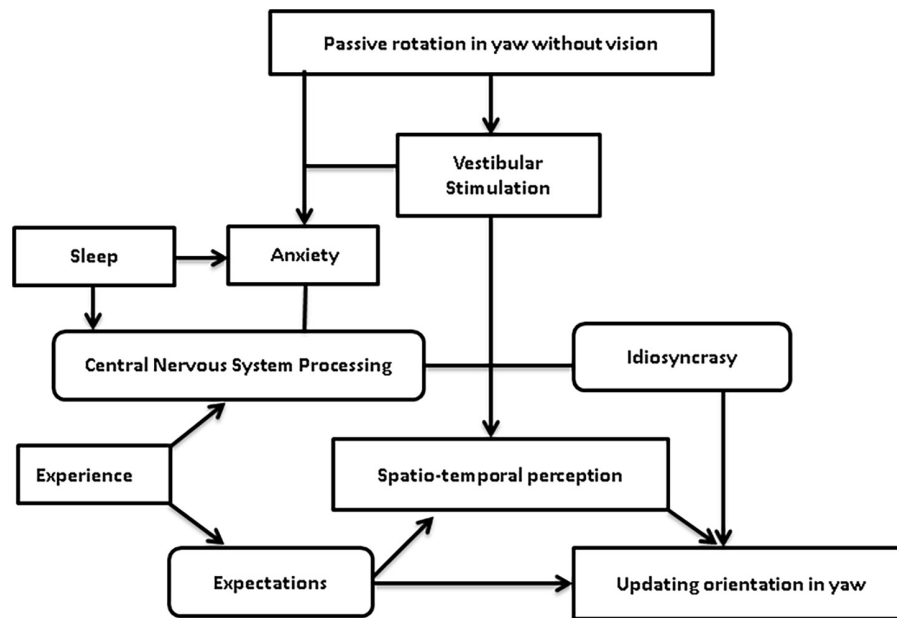 Passive rotation in yaw without vision
Vestibular
Stimulation
Sleep
Anxiety
Central Nervous System Processing
Idiosyncrasy
Experience
Spatio-temporal perception
Expectations
Updating orientation in yaw